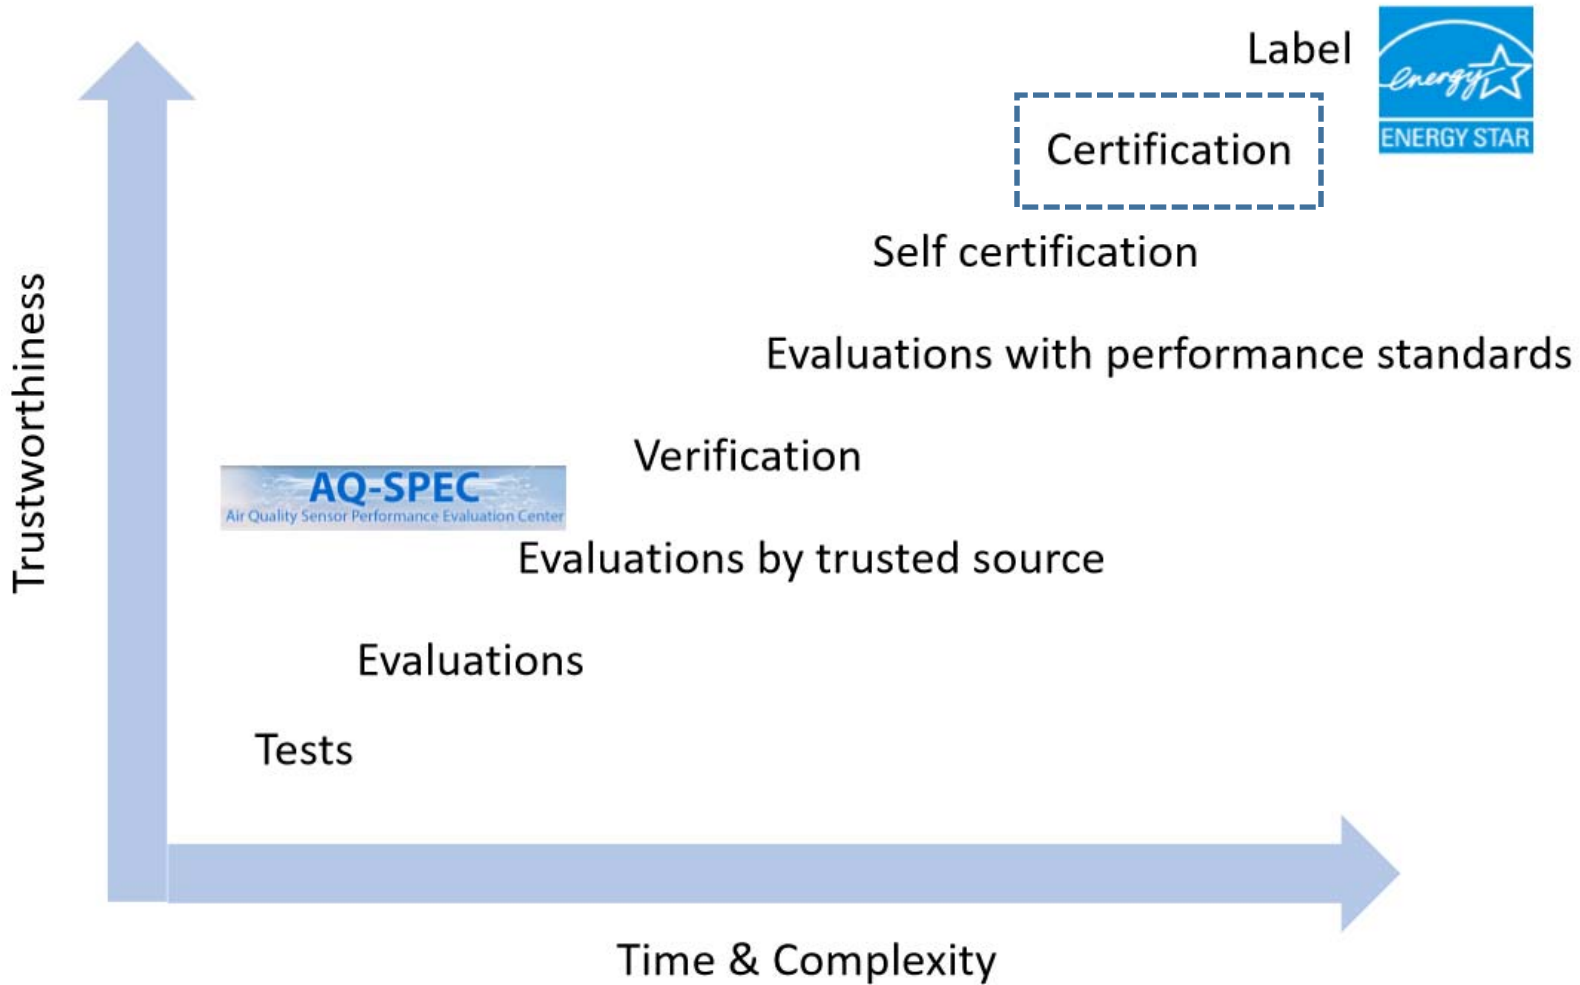 Label
energy
ENERGY STAR
Certification
Self certification
Evaluations with performance standards
Verification
AQ-SPEC
Air Quality Sensor Performance Evaluation Center
Evaluations by trusted source
Evaluations
Tests
Trustworthiness
Time & Complexity